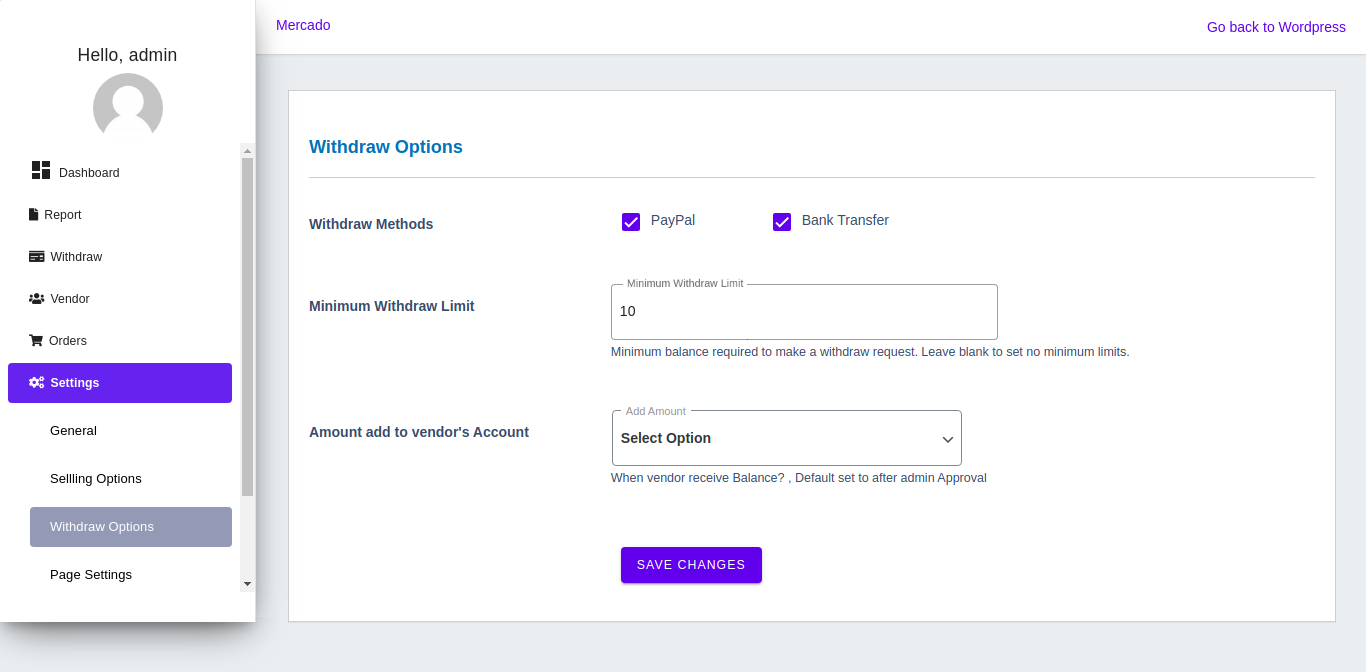 Mercado
Go back to Wordpress
Hello, admin
Dashboard
Report
Withdraw
Vendor
Orders
Settings
General
Sellling Options
Withdraw Options
Page Settings
Withdraw Options
Withdraw Methods
PayPal
Bank Transfer
Minimum Withdraw Limit
Minimum Withdraw Limit
10
Minimum balance required to make a withdraw request. Leave blank to set no minimum limits.
Amount add to vendor's Account
Add Amount
Select Option
When vendor receive Balance? , Default set to after admin Approval
SAVE CHANGES